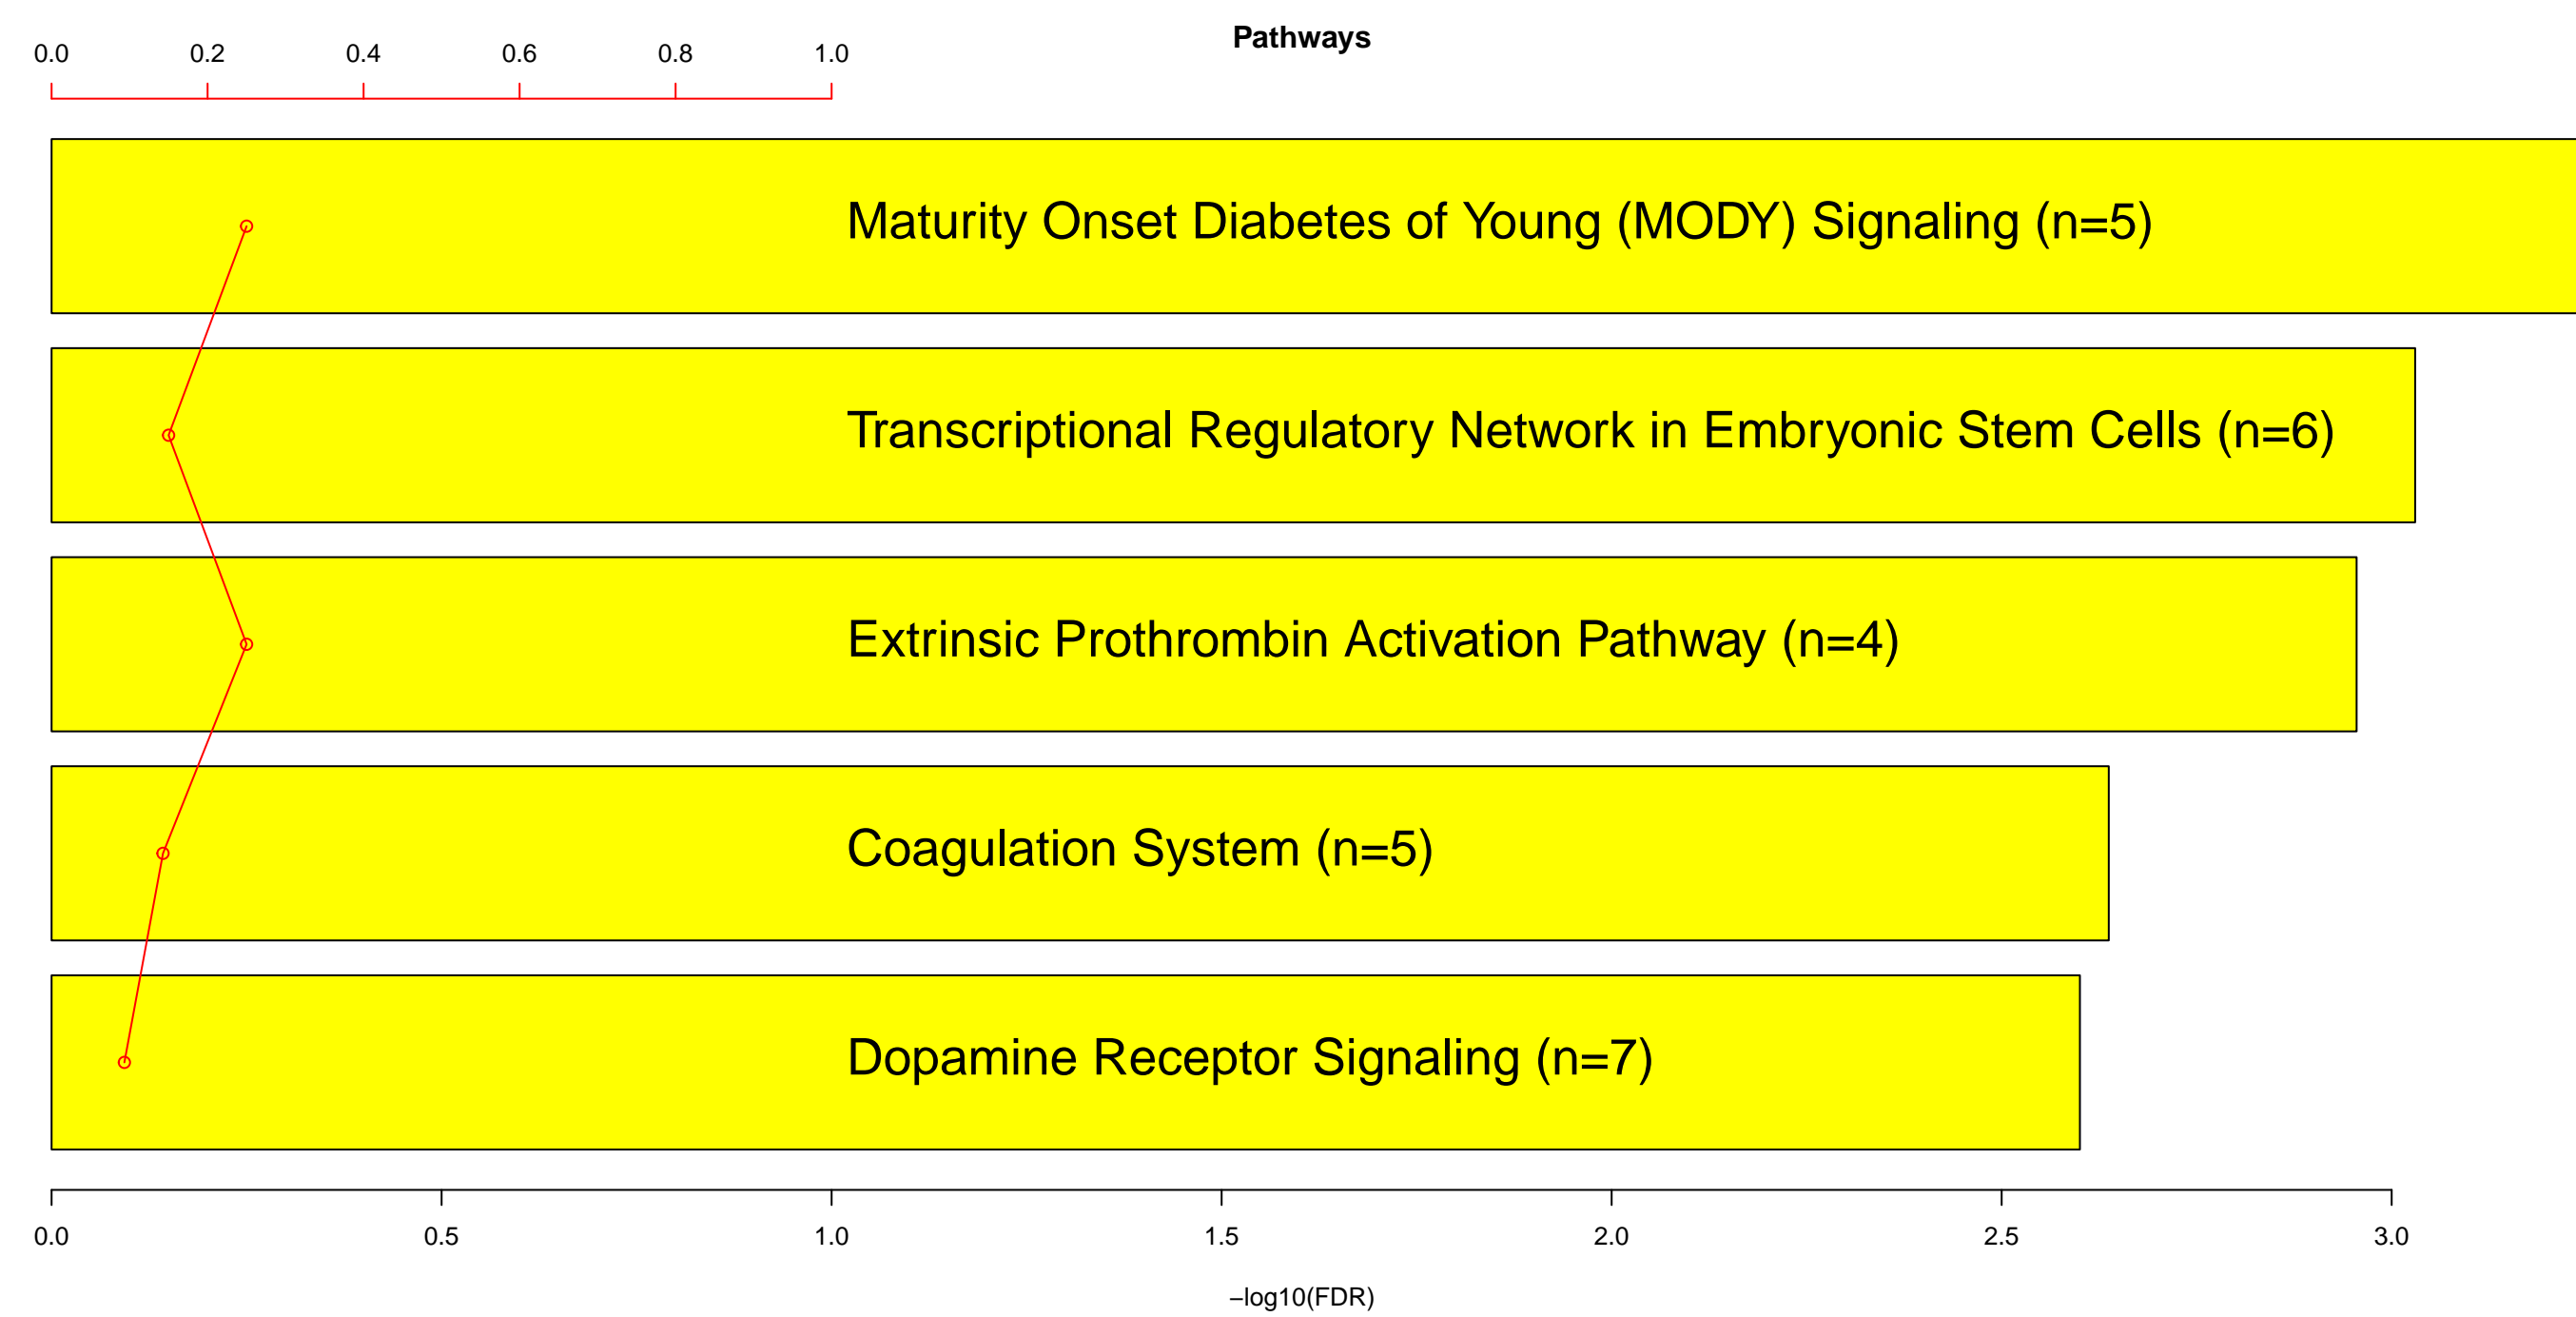 Pathways
0.0 0.2 0.4 0.6 0.8 1.0
Maturity Onset Diabetes of Young (MODY) Signaling (n=5)
Transcriptional Regulatory Network in Embryonic Stem Cells (n=6)
Extrinsic Prothrombin Activation Pathway (n=4)
Coagulation System (n=5)
Dopamine Receptor Signaling (n=7)
0.0 0.5 1.0 1.5 2.0 2.5 3.0
−log10(FDR)